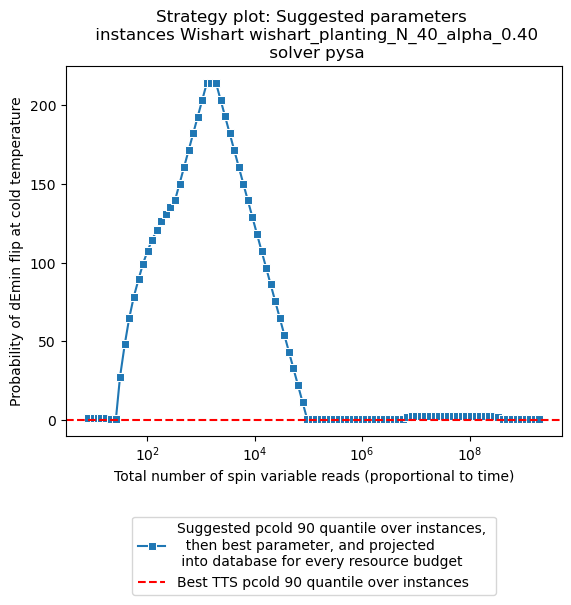 Strategy plot: Suggested parameters
instances Wishart wishart_planting_N_40_alpha_0.40
solver pysa
Probability of dEmin flip at cold temperature
200
150
100
50
0
10^2
10^4
10^6
10^8
Total number of spin variable reads (proportional to time)
Suggested pcold 90 quantile over instances,
then best parameter, and projected
into database for every resource budget
Best TTS pcold 90 quantile over instances